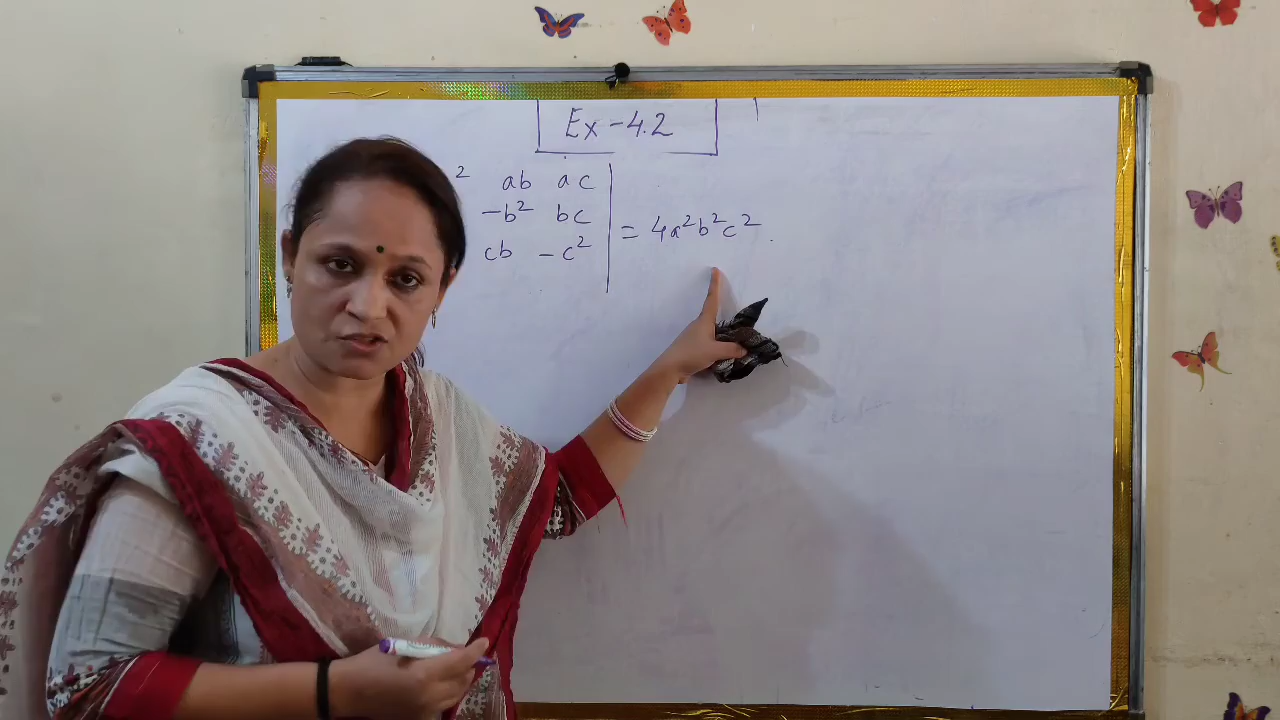 Ex - 4.2
² ab ac
-b² bc
cb -c²
= 4a²b²c².